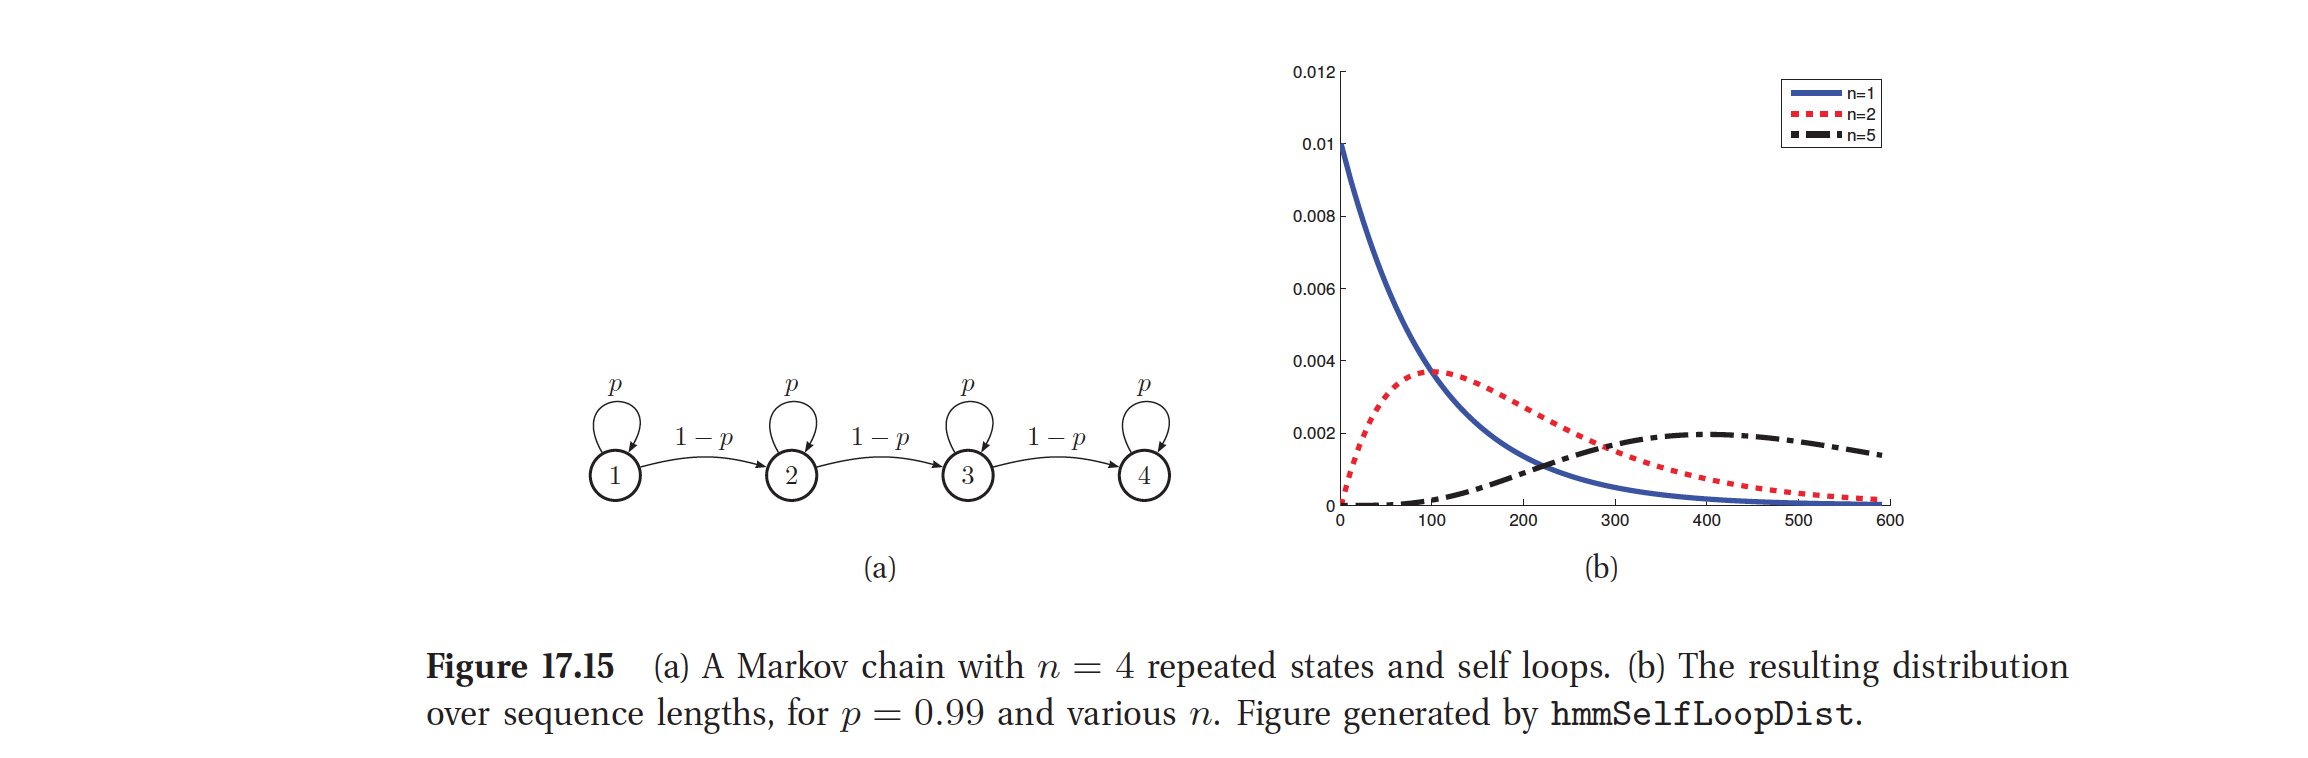 p p p p
1 − p 1 − p 1 − p
1 2 3 4
(a)
0.012
0.01
0.008
0.006
0.004
0.002
0
0 100 200 300 400 500 600
n=1
n=2
n=5
(b)
Figure 17.15 (a) A Markov chain with n = 4 repeated states and self loops. (b) The resulting distribution
over sequence lengths, for p = 0.99 and various n. Figure generated by hmmSelfLoopDist.